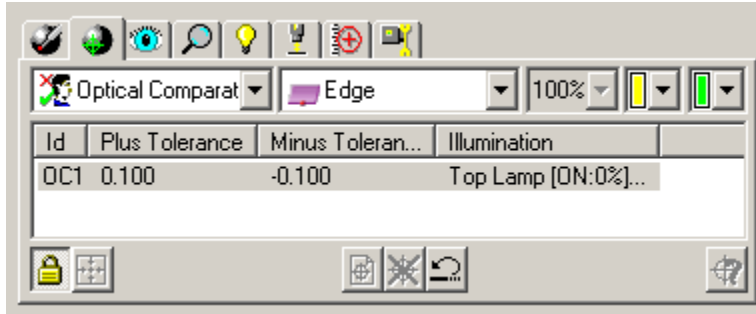 Optical Comparat Edge 100%
Id Plus Tolerance Minus Toleran... Illumination
OC1 0.100 -0.100 Top Lamp [ON:0%]...